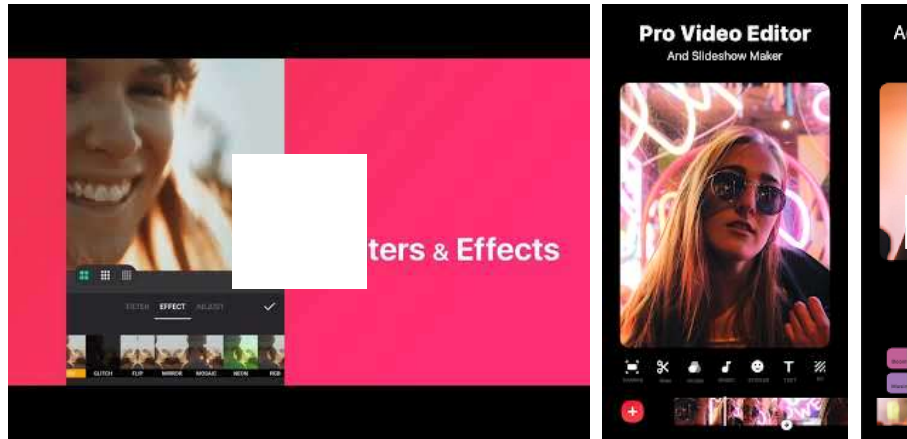 ters & Effects
FILTER EFFECT ADJUST
GLITCH FLIP MIRROR MOSAIC NEON RGB
Pro Video Editor
And Slideshow Maker
MUSIC
TEXT
A